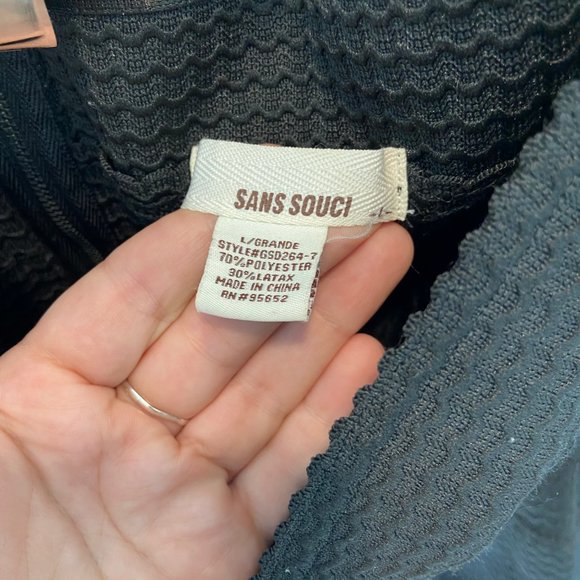 SANS SOUCI
L
L/GRANDE
STYLE#GSD264-7
70%POLYESTER
30%LATAX
MADE IN CHINA
RN#95652